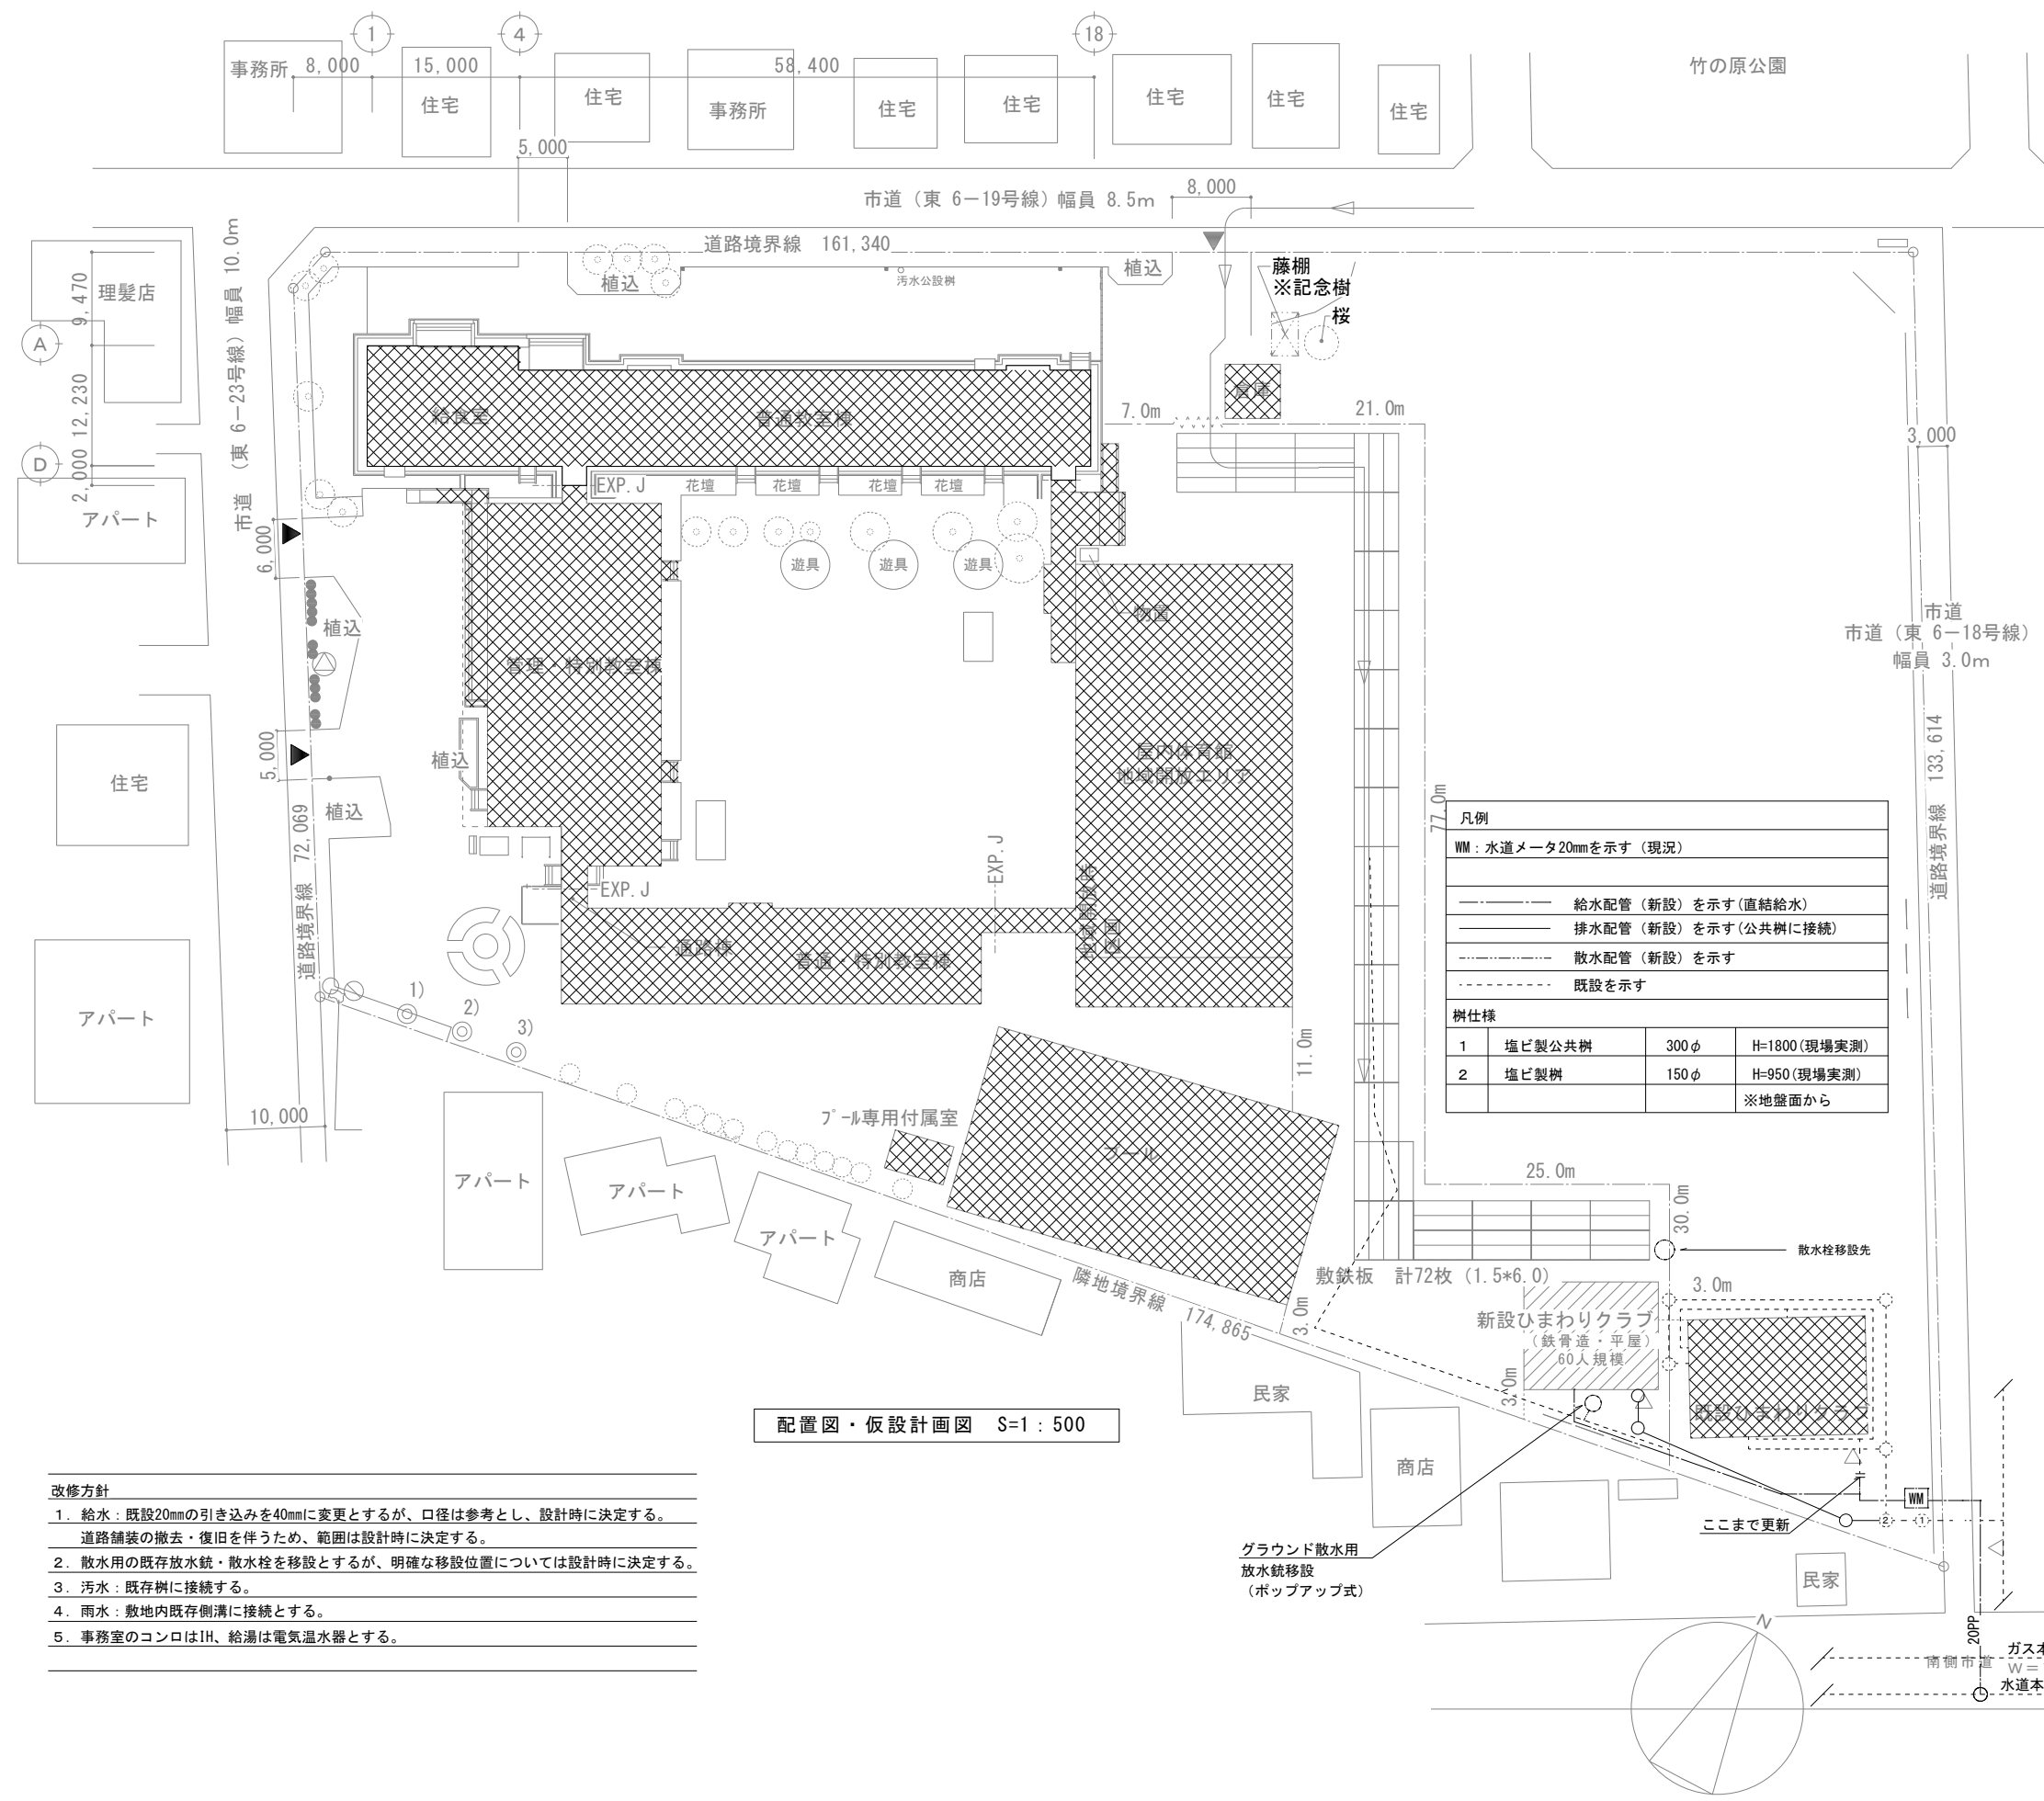 1
4
18
事務所
8,000
15,000
58,400
住宅
住宅
事務所
住宅
住宅
住宅
住宅
住宅
竹の原公園
5,000
市道（東 6－19号線）幅員 8.5m
8,000
道路境界線 161,340
市道 （東 6－23号線）幅員 10.0m
理髪店
9,470
12,230
2,000
A
D
アパート
植込
汚水公設桝
植込
藤棚
※記念樹
桜
倉庫
給食室
普通教室棟
7.0m
21.0m
3,000
EXP.J
花壇
花壇
花壇
花壇
遊具
遊具
遊具
物置
6,000
植込
管理・特別教室棟
市道
市道（東 6－18号線）
幅員 3.0m
屋内体育館
地域開放エリア
植込
5,000
植込
住宅
道路境界線 72,069
77.0m
道路境界線 133,614
凡例
WM：水道メータ20mmを示す（現況）
給水配管（新設）を示す(直結給水)
排水配管（新設）を示す(公共桝に接続)
散水配管（新設）を示す
既設を示す
桝仕様
1 塩ビ製公共桝 300φ H=1800(現場実測)
2 塩ビ製桝 150φ H=950(現場実測)
※地盤面から
EXP.J
EXP.J
地域開放時
通路棟
普通・特別教室棟
アパート
1)
2)
3)
10,000
11.0m
プール専用付属室
プール
アパート
アパート
アパート
商店
25.0m
30.0m
散水栓移設先
隣地境界線 174,865
敷鉄板 計72枚（1.5*6.0）
3.0m
3.0m
新設ひまわりクラブ
（鉄骨造・平屋）
60人規模
3.0m
既設ひまわりクラブ
民家
商店
配置図・仮設計画図 S=1：500
改修方針
1. 給水：既設20mmの引き込みを40mmに変更とするが、口径は参考とし、設計時に決定する。
道路舗装の撤去・復旧を伴うため、範囲は設計時に決定する。
2. 散水用の既存放水銃・散水栓を移設とするが、明確な移設位置については設計時に決定する。
3. 汚水：既存桝に接続する。
4. 雨水：敷地内既存側溝に接続とする。
5. 事務室のコンロはIH、給湯は電気温水器とする。
グラウンド散水用
放水銃移設
（ポップアップ式）
ここまで更新
WM
2
1
民家
N
20PP
南側市道
ガス本
W＝
水道本